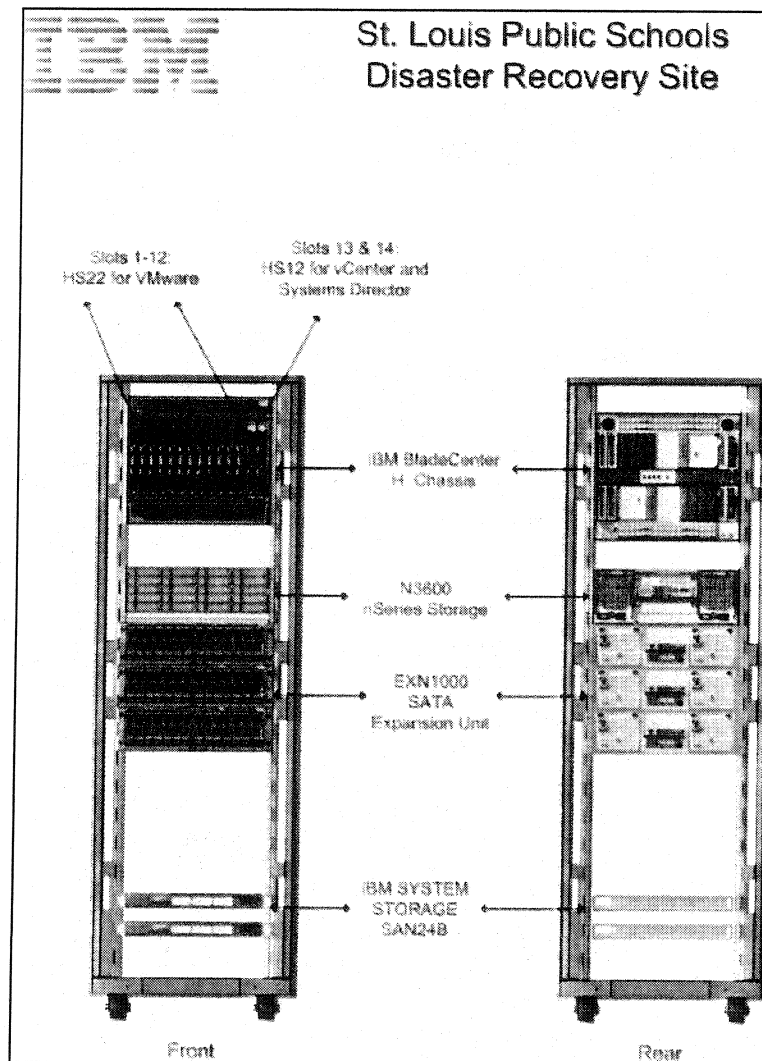 IBM
St. Louis Public Schools
Disaster Recovery Site
Slots 1-12:
HS22 for VMware
Slots 13 & 14:
HS12 for vCenter and
Systems Director
IBM BladeCenter
H Chassis
N3600
nSeries Storage
EXN1000
SATA
Expansion Unit
IBM SYSTEM
STORAGE
SAN24B
Front
Rear